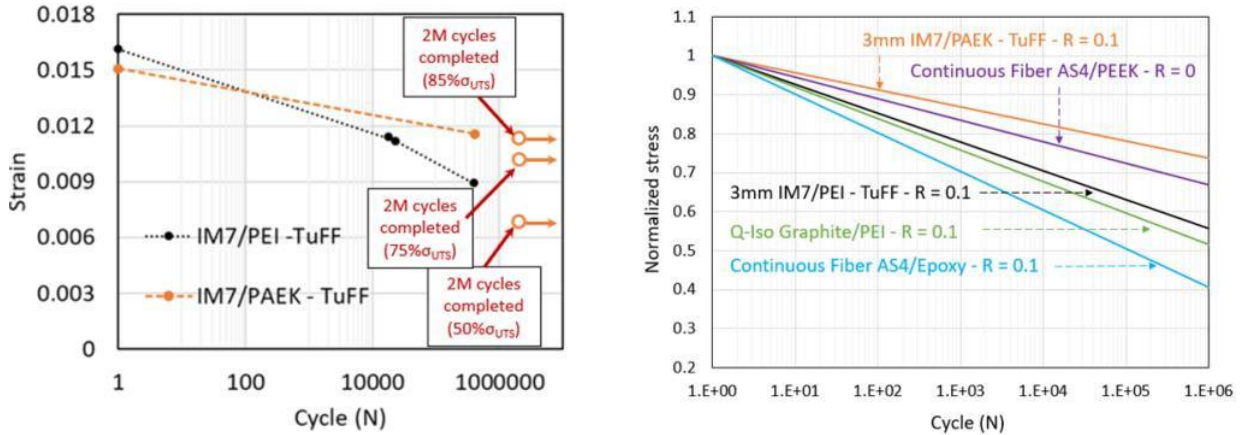 0.018
0.015
0.012
0.009
0.006
0.003
0
Strain
1
100
10000
1000000
Cycle (N)
2M cycles
completed
(85%σUTS)
2M cycles
completed
(75%σUTS)
2M cycles
completed
(50%σUTS)
IM7/PEI -TuFF
IM7/PAEK - TuFF
1.1
1
0.9
0.8
0.7
0.6
0.5
0.4
0.3
0.2
Normalized stress
3mm IM7/PAEK - TuFF - R = 0.1
Continuous Fiber AS4/PEEK - R = 0
3mm IM7/PEI - TuFF - R = 0.1
Q-Iso Graphite/PEI - R = 0.1
Continuous Fiber AS4/Epoxy - R = 0.1
1.E+00
1.E+01
1.E+02
1.E+03
1.E+04
1.E+05
1.E+06
Cycle (N)